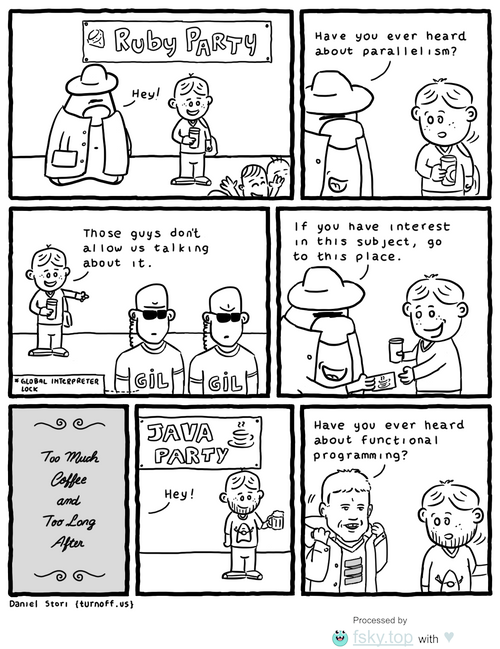 Ruby PARTY
Hey!
Have you ever heard
about parallelism?
Those guys don't
allow us talking
about it.
GIL
GIL
* GLOBAL INTERPRETER
LOCK
If you have interest
in this subject, go
to this place.
Too Much
Coffee
and
Too Long
After
JAVA
PARTY
Hey!
Have you ever heard
about functional
programming?
Daniel Stori {turnoff.us}
Processed by
fsky.top with